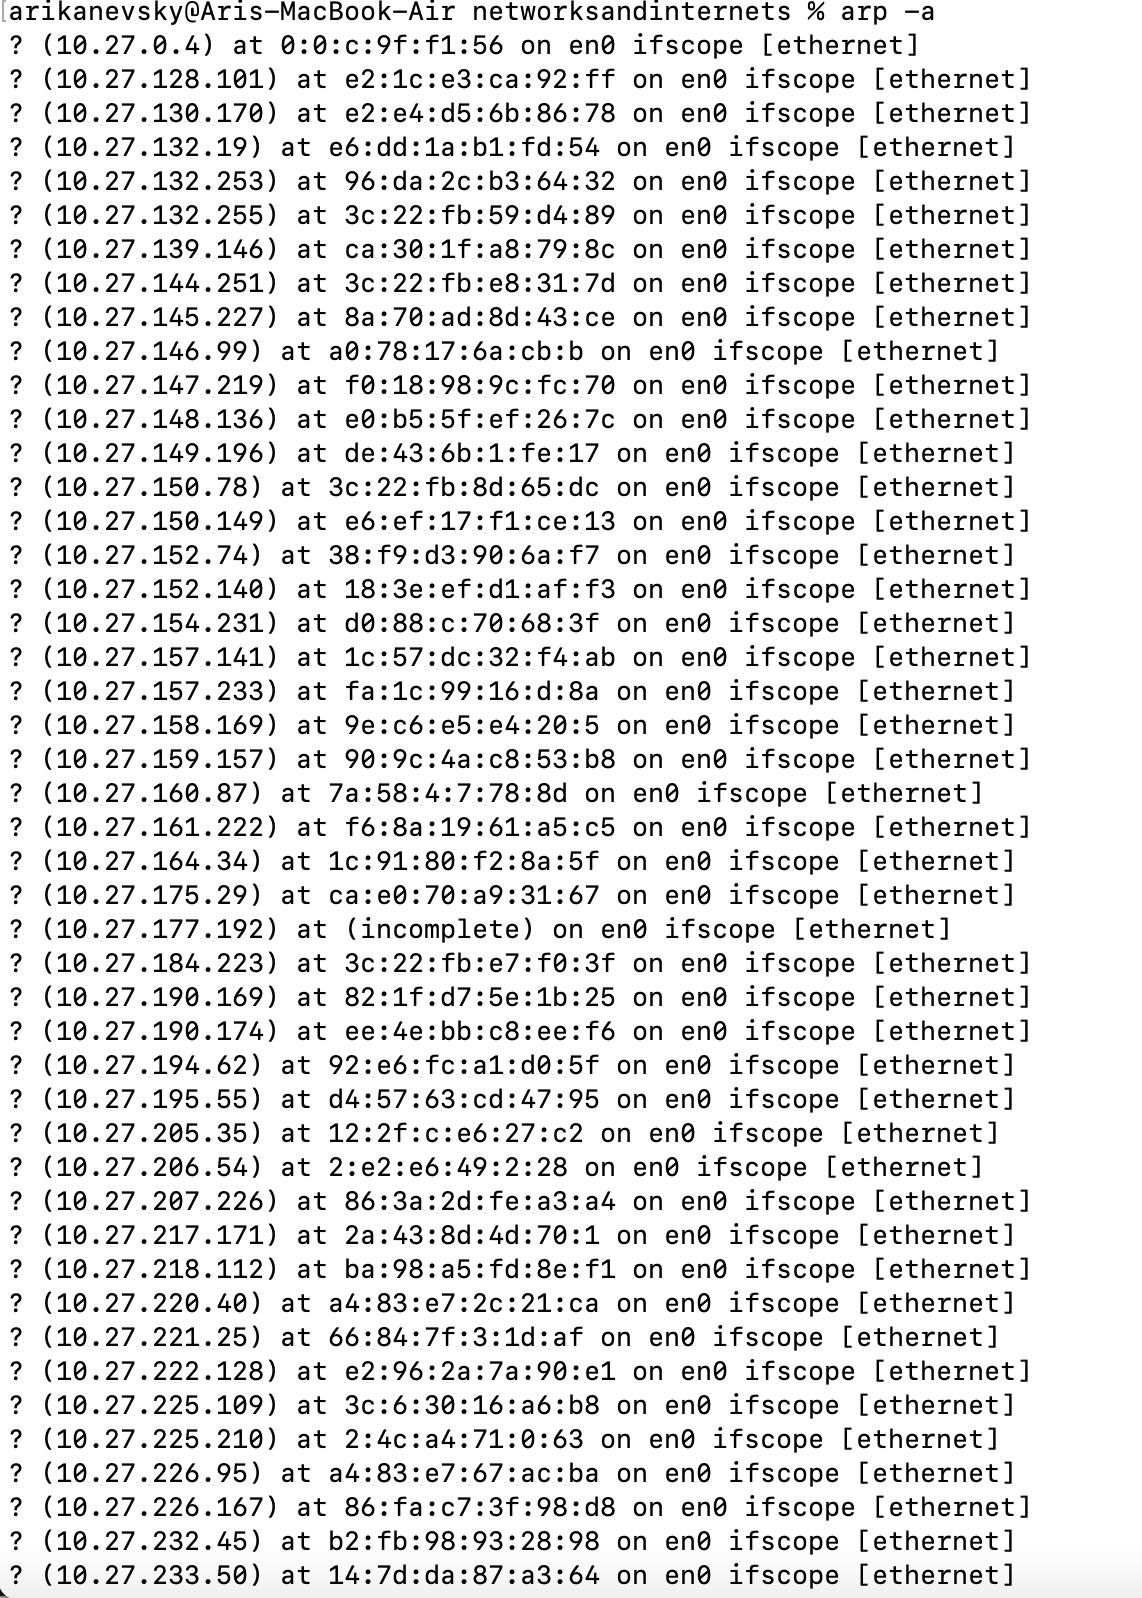 [arikanevsky@Aris-MacBook-Air networksandinternets % arp -a
? (10.27.0.4) at 0:0:c:9f:f1:56 on en0 ifscope [ethernet]
? (10.27.128.101) at e2:1c:e3:ca:92:ff on en0 ifscope [ethernet]
? (10.27.130.170) at e2:e4:d5:6b:86:78 on en0 ifscope [ethernet]
? (10.27.132.19) at e6:dd:1a:b1:fd:54 on en0 ifscope [ethernet]
? (10.27.132.253) at 96:da:2c:b3:64:32 on en0 ifscope [ethernet]
? (10.27.132.255) at 3c:22:fb:59:d4:89 on en0 ifscope [ethernet]
? (10.27.139.146) at ca:30:1f:a8:79:8c on en0 ifscope [ethernet]
? (10.27.144.251) at 3c:22:fb:e8:31:7d on en0 ifscope [ethernet]
? (10.27.145.227) at 8a:70:ad:8d:43:ce on en0 ifscope [ethernet]
? (10.27.146.99) at a0:78:17:6a:cb:b on en0 ifscope [ethernet]
? (10.27.147.219) at f0:18:98:9c:fc:70 on en0 ifscope [ethernet]
? (10.27.148.136) at e0:b5:5f:ef:26:7c on en0 ifscope [ethernet]
? (10.27.149.196) at de:43:6b:1:fe:17 on en0 ifscope [ethernet]
? (10.27.150.78) at 3c:22:fb:8d:65:dc on en0 ifscope [ethernet]
? (10.27.150.149) at e6:ef:17:f1:ce:13 on en0 ifscope [ethernet]
? (10.27.152.74) at 38:f9:d3:90:6a:f7 on en0 ifscope [ethernet]
? (10.27.152.140) at 18:3e:ef:d1:af:f3 on en0 ifscope [ethernet]
? (10.27.154.231) at d0:88:c:70:68:3f on en0 ifscope [ethernet]
? (10.27.157.141) at 1c:57:dc:32:f4:ab on en0 ifscope [ethernet]
? (10.27.157.233) at fa:1c:99:16:d:8a on en0 ifscope [ethernet]
? (10.27.158.169) at 9e:c6:e5:e4:20:5 on en0 ifscope [ethernet]
? (10.27.159.157) at 90:9c:4a:c8:53:b8 on en0 ifscope [ethernet]
? (10.27.160.87) at 7a:58:4:7:78:8d on en0 ifscope [ethernet]
? (10.27.161.222) at f6:8a:19:61:a5:c5 on en0 ifscope [ethernet]
? (10.27.164.34) at 1c:91:80:f2:8a:5f on en0 ifscope [ethernet]
? (10.27.175.29) at ca:e0:70:a9:31:67 on en0 ifscope [ethernet]
? (10.27.177.192) at (incomplete) on en0 ifscope [ethernet]
? (10.27.184.223) at 3c:22:fb:e7:f0:3f on en0 ifscope [ethernet]
? (10.27.190.169) at 82:1f:d7:5e:1b:25 on en0 ifscope [ethernet]
? (10.27.190.174) at ee:4e:bb:c8:ee:f6 on en0 ifscope [ethernet]
? (10.27.194.62) at 92:e6:fc:a1:d0:5f on en0 ifscope [ethernet]
? (10.27.195.55) at d4:57:63:cd:47:95 on en0 ifscope [ethernet]
? (10.27.205.35) at 12:2f:c:e6:27:c2 on en0 ifscope [ethernet]
? (10.27.206.54) at 2:e2:e6:49:2:28 on en0 ifscope [ethernet]
? (10.27.207.226) at 86:3a:2d:fe:a3:a4 on en0 ifscope [ethernet]
? (10.27.217.171) at 2a:43:8d:4d:70:1 on en0 ifscope [ethernet]
? (10.27.218.112) at ba:98:a5:fd:8e:f1 on en0 ifscope [ethernet]
? (10.27.220.40) at a4:83:e7:2c:21:ca on en0 ifscope [ethernet]
? (10.27.221.25) at 66:84:7f:3:1d:af on en0 ifscope [ethernet]
? (10.27.222.128) at e2:96:2a:7a:90:e1 on en0 ifscope [ethernet]
? (10.27.225.109) at 3c:6:30:16:a6:b8 on en0 ifscope [ethernet]
? (10.27.225.210) at 2:4c:a4:71:0:63 on en0 ifscope [ethernet]
? (10.27.226.95) at a4:83:e7:67:ac:ba on en0 ifscope [ethernet]
? (10.27.226.167) at 86:fa:c7:3f:98:d8 on en0 ifscope [ethernet]
? (10.27.232.45) at b2:fb:98:93:28:98 on en0 ifscope [ethernet]
? (10.27.233.50) at 14:7d:da:87:a3:64 on en0 ifscope [ethernet]